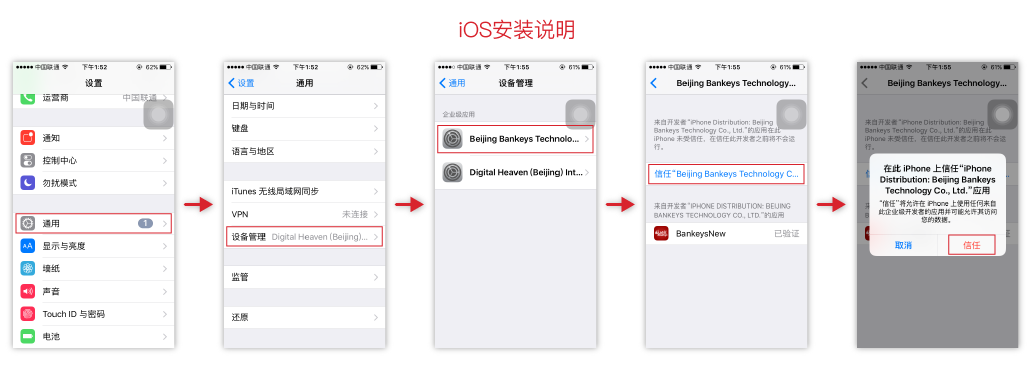 iOS安装说明
中国联通 下午1:52 62%
设置
运营商 中国联通
通知
控制中心
勿扰模式
通用 1
显示与亮度
墙纸
声音
Touch ID 与密码
电池
中国联通 下午1:52 62%
设置 通用
日期与时间
键盘
语言与地区
iTunes 无线局域网同步
VPN 未连接
设备管理 Digital Heaven (Beijing)...
监管
还原
中国联通 下午1:55 61%
通用 设备管理
企业级应用
Beijing Bankeys Technolo...
Digital Heaven (Beijing) Int...
中国联通 下午1:55 61%
Beijing Bankeys Technology...
来自开发者“iPhone Distribution: Beijing
Bankeys Technology Co., Ltd.”的应用在此
iPhone 未受信任，在信任此开发者之前将不会运
行。
信任“Beijing Bankeys Technology C...
来自开发者“IPHONE DISTRIBUTION: BEIJING
BANKEYS TECHNOLOGY CO., LTD.”的应用
BankeysNew 已验证
中国联通 下午1:55 61%
Beijing Bankeys Technology...
来自开发者“iPhone Distribution: Beijing
Bankeys Technology Co., Ltd.”的应用在此
iPhone 未受信任，在信任此开发者之前将不会运
行。
在此 iPhone 上信任“iPhone
Distribution: Beijing Bankeys
Technology Co., Ltd.”应用
“信任”将允许在 iPhone 上使用任何来自
此企业级开发者的应用并可能允许其访问
您的数据。
取消 信任